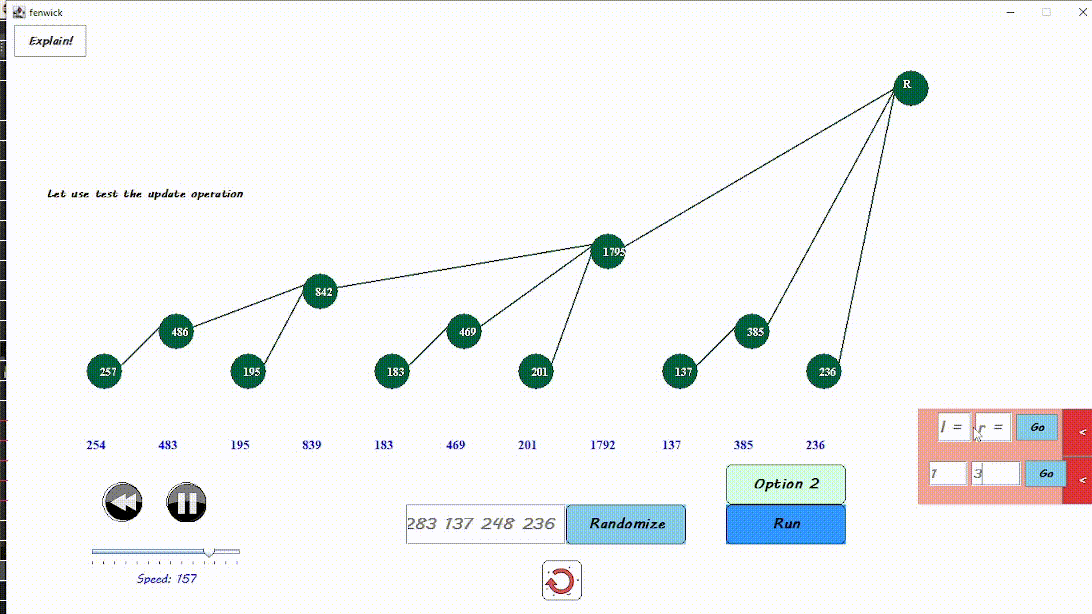 fenwick
Explain!
R
Let use test the update operation
1795
842
486
469
385
257
195
183
201
137
236
254 483 195 839 183 469 201 1792 137 385 236
l = r = Go <
1 3 Go <
Option 2
283 137 248 236 Randomize Run
Speed: 157